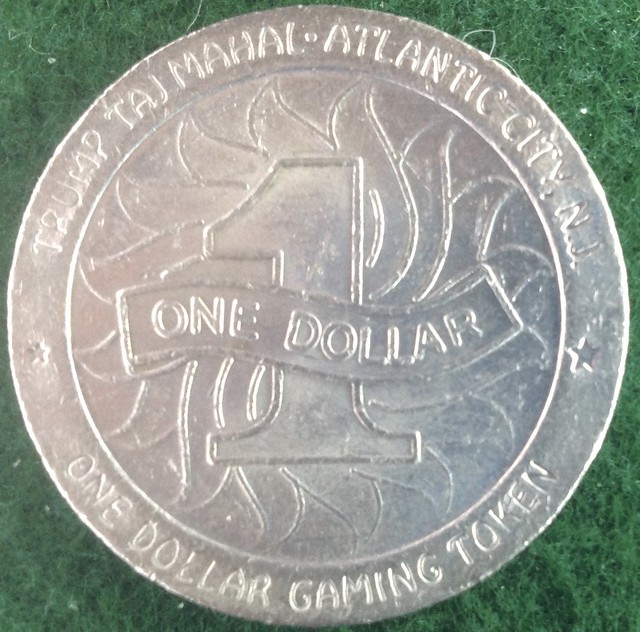 TRUMP TAJ MAHAL · ATLANTIC CITY, N.J.
1
ONE DOLLAR
ONE DOLLAR GAMING TOKEN